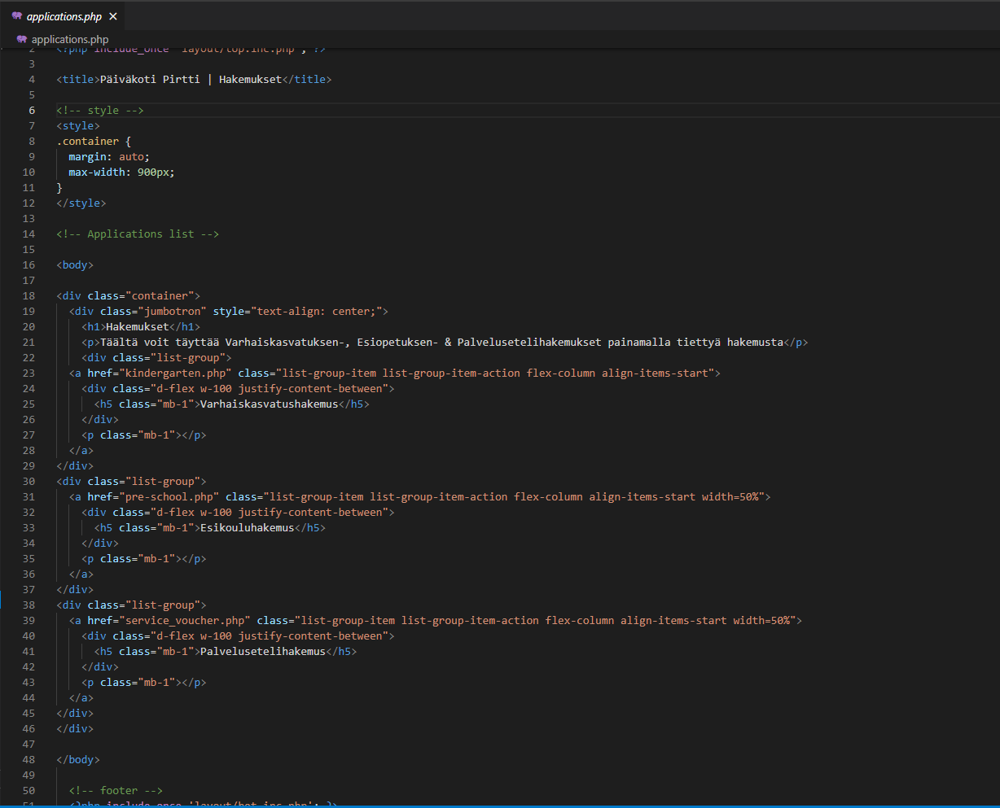 applications.php
applications.php
2 <?php include_once 'layout/top.inc.php'; ?>
3
4 <title>Päiväkoti Pirtti | Hakemukset</title>
5
6 <!-- style -->
7 <style>
8 .container {
9 margin: auto;
10 max-width: 900px;
11 }
12 </style>
13
14 <!-- Applications list -->
15
16 <body>
17
18 <div class="container">
19 <div class="jumbotron" style="text-align: center;">
20 <h1>Hakemukset</h1>
21 <p>Täältä voit täyttää Varhaiskasvatuksen-, Esiopetuksen- & Palvelusetelihakemukset painamalla tiettyä hakemusta</p>
22 <div class="list-group">
23 <a href="kindergarten.php" class="list-group-item list-group-item-action flex-column align-items-start">
24 <div class="d-flex w-100 justify-content-between">
25 <h5 class="mb-1">Varhaiskasvatushakemus</h5>
26 </div>
27 <p class="mb-1"></p>
28 </a>
29 </div>
30 <div class="list-group">
31 <a href="pre-school.php" class="list-group-item list-group-item-action flex-column align-items-start width=50%">
32 <div class="d-flex w-100 justify-content-between">
33 <h5 class="mb-1">Esikouluhakemus</h5>
34 </div>
35 <p class="mb-1"></p>
36 </a>
37 </div>
38 <div class="list-group">
39 <a href="service_voucher.php" class="list-group-item list-group-item-action flex-column align-items-start width=50%">
40 <div class="d-flex w-100 justify-content-between">
41 <h5 class="mb-1">Palvelusetelihakemus</h5>
42 </div>
43 <p class="mb-1"></p>
44 </a>
45 </div>
46 </div>
47
48 </body>
49
50 <!-- footer -->
51 <?php include_once 'layout/bot.inc.php'; ?>